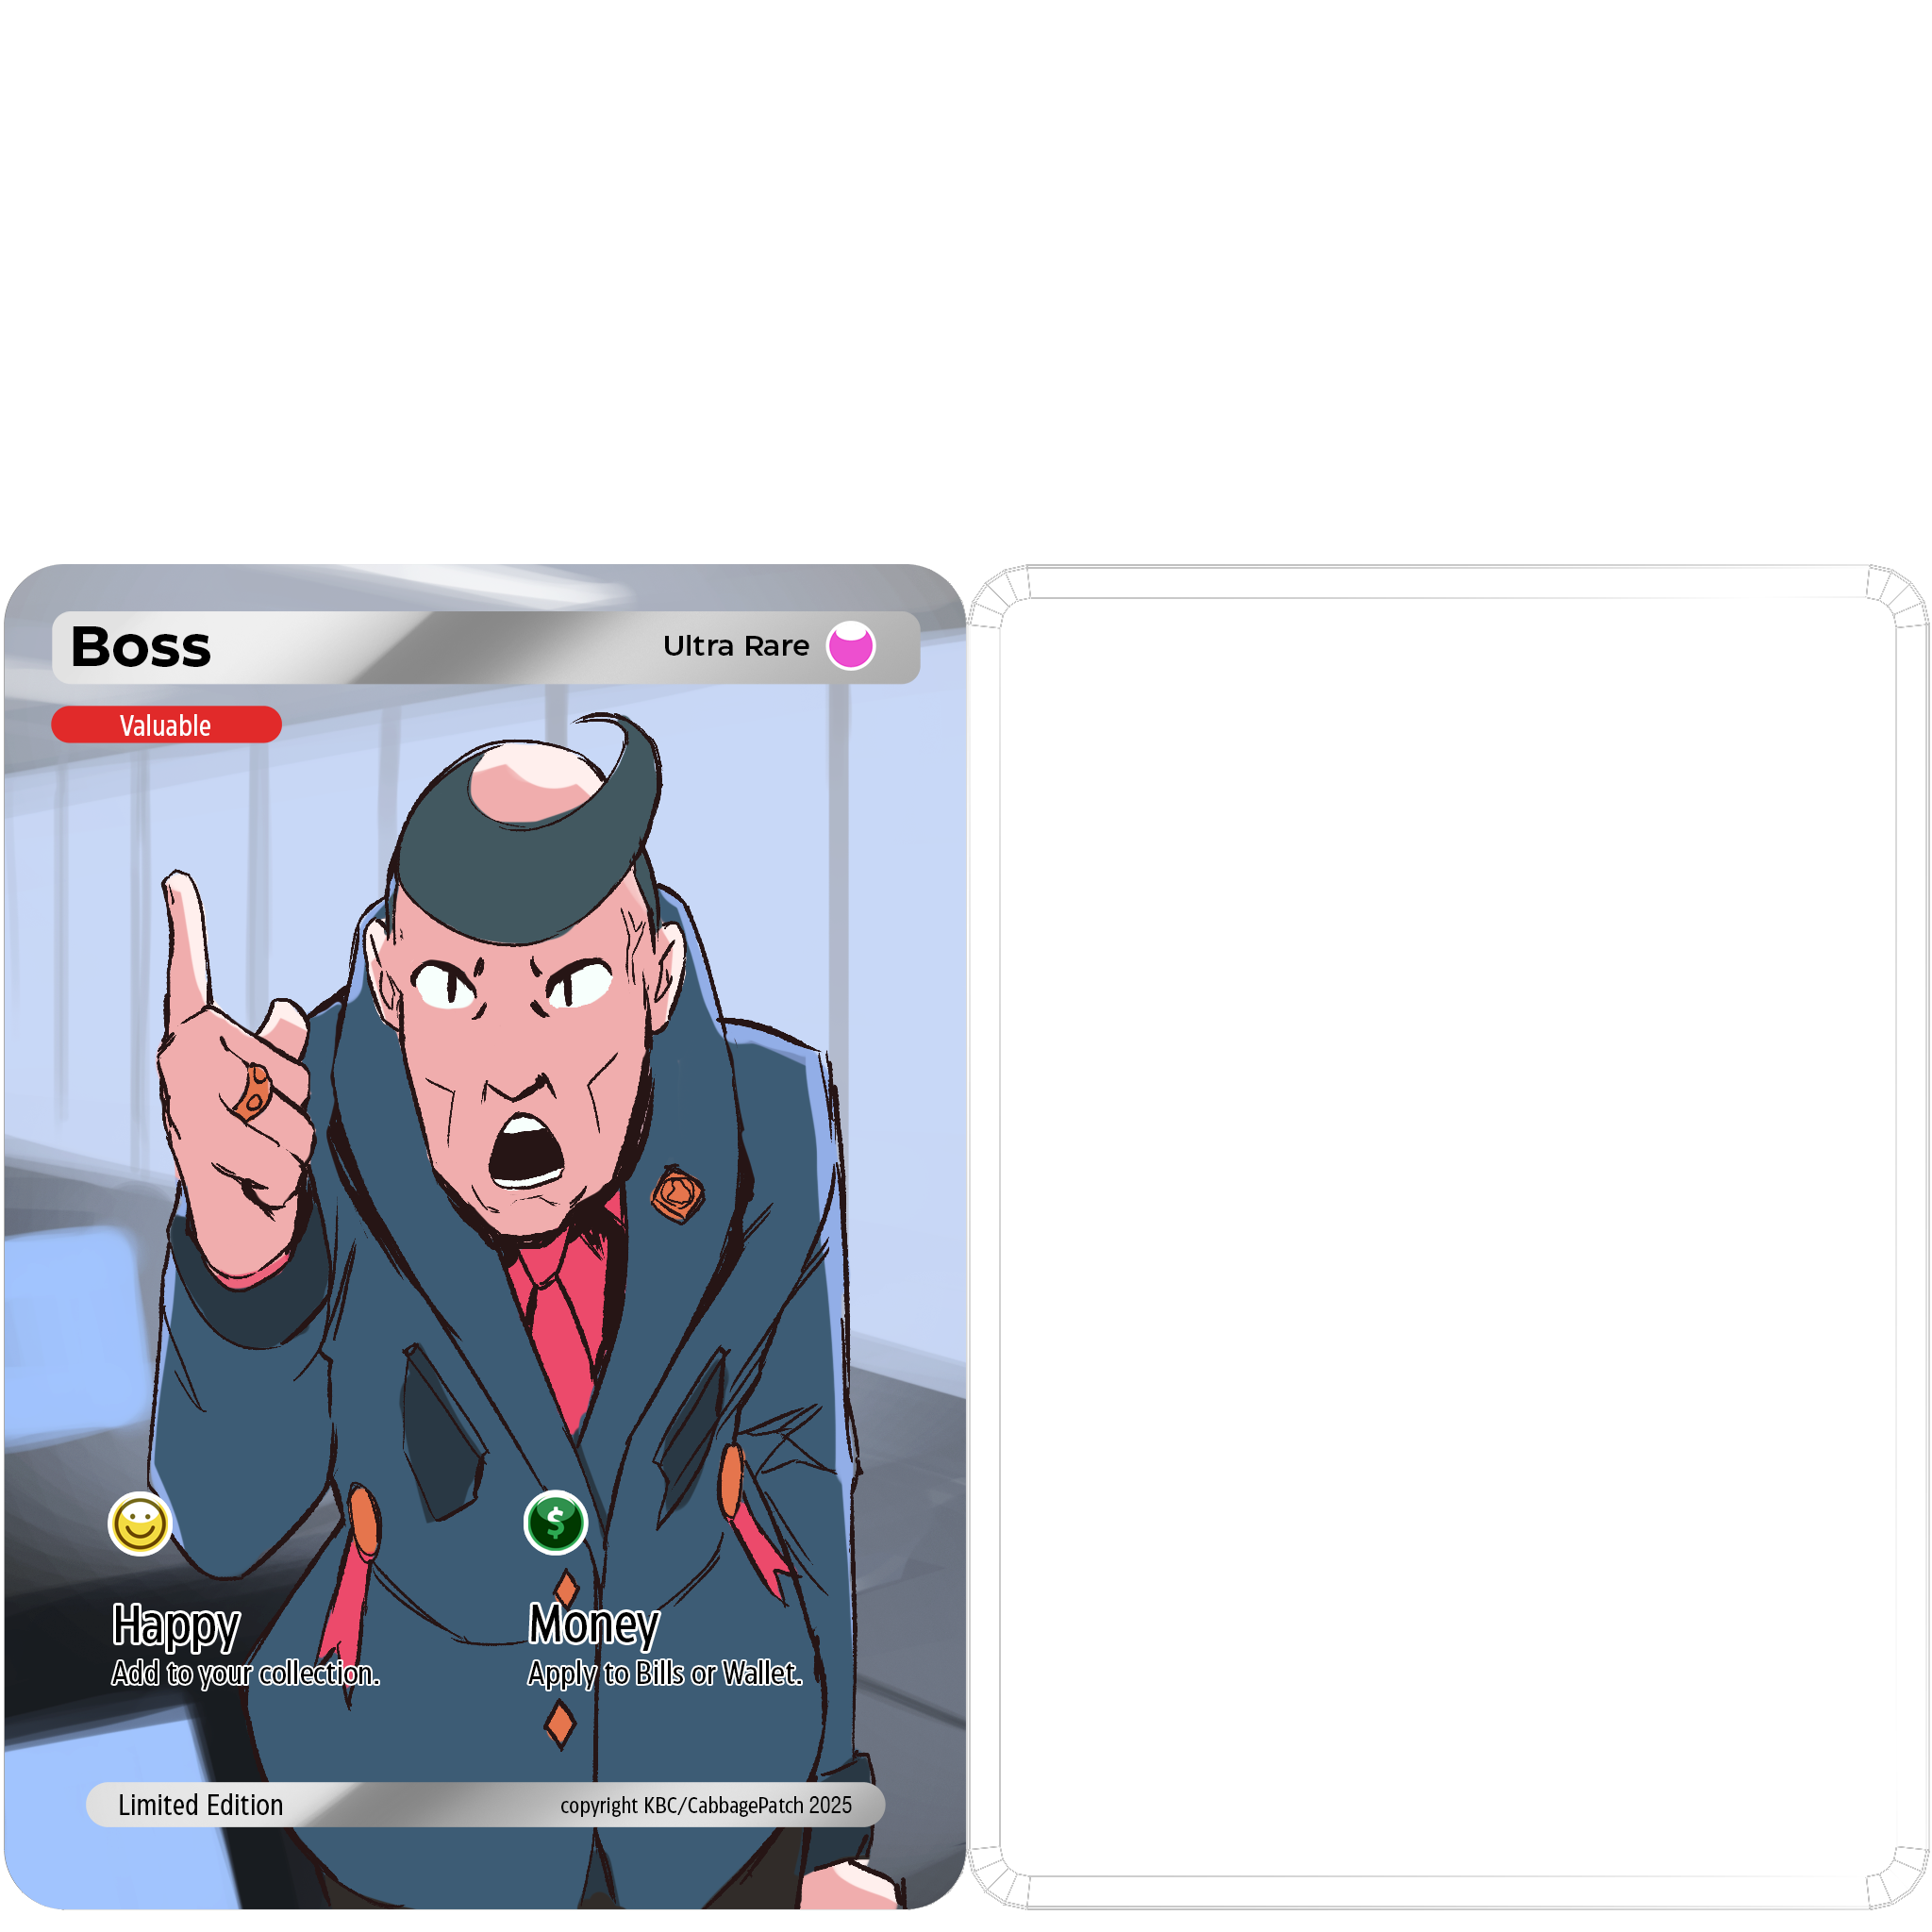 Boss
Ultra Rare
Valuable
$
Happy
Add to your collection.
Money
Apply to Bills or Wallet.
Limited Edition
copyright KBC/CabbagePatch 2025